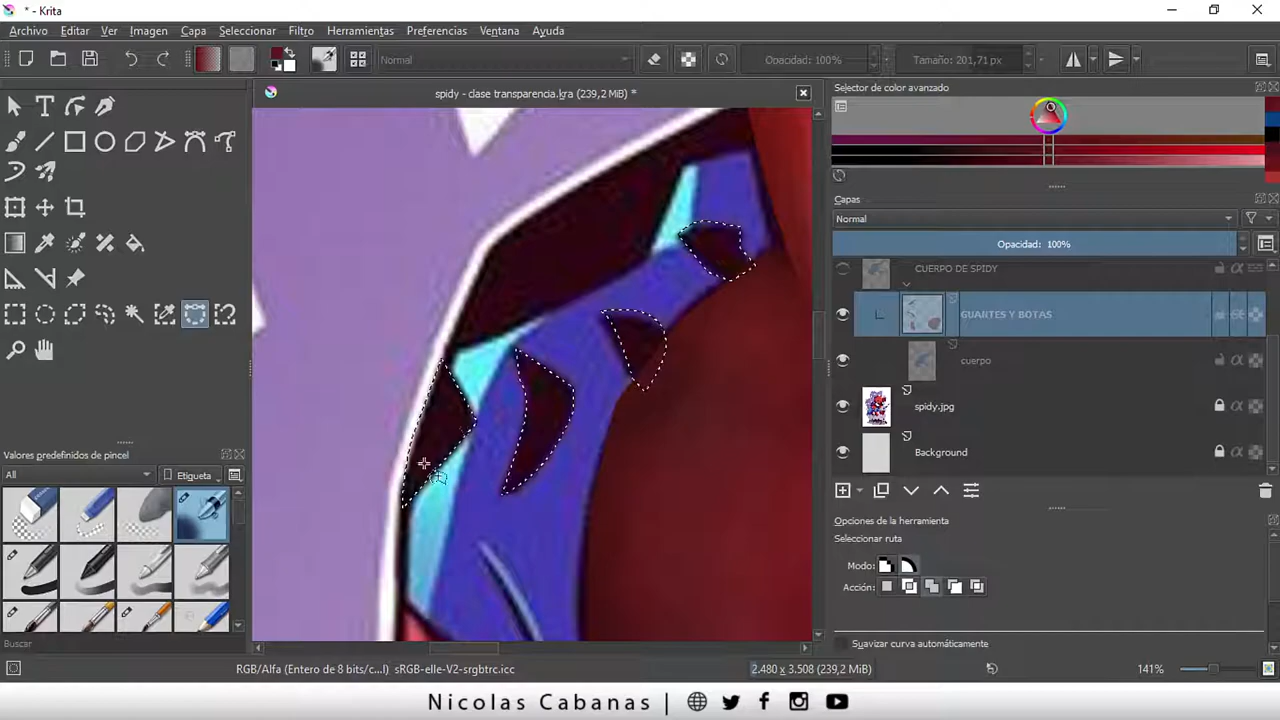 * - Krita
Archivo Editar Ver Imagen Capa Seleccionar Filtro Herramientas Preferencias Ventana Ayuda
Normal Opacidad: 100% Tamaño: 201,71 px
spidy - clase transparencia.kra (239,2 MiB) *
Selector de color avanzado
Capas
Normal
Opacidad: 100%
CUERPO DE SPIDY
GUANTES Y BOTAS
cuerpo
spidy.jpg
Background
Valores predefinidos de pincel
All Etiqueta
Buscar
Opciones de la herramienta
Seleccionar ruta
Modo:
Acción:
Suavizar curva automáticamente
RGB/Alfa (Entero de 8 bits/c...l) sRGB-elle-V2-srgbtrc.icc 2.480 x 3.508 (239,2 MiB) 141%
Nicolas Cabanas |